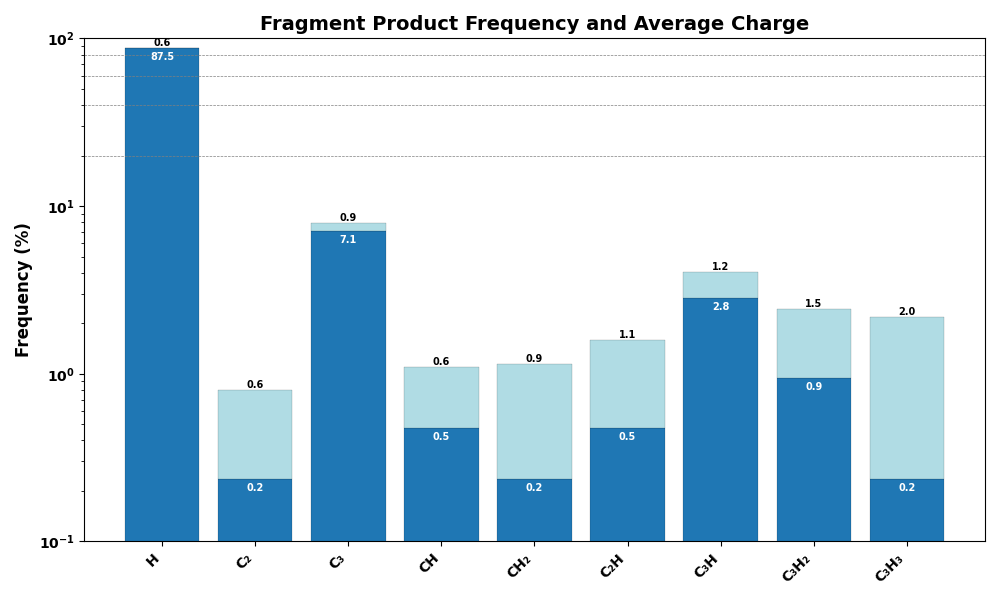 Fragment Product Frequency and Average Charge
Frequency (%)
10²
10¹
10⁰
10⁻¹
0.6
87.5
0.6
0.2
0.9
7.1
0.6
0.5
0.9
0.2
1.1
0.5
1.2
2.8
1.5
0.9
2.0
0.2
H
C₂
C₃
CH
CH₂
C₂H
C₃H
C₃H₂
C₃H₃